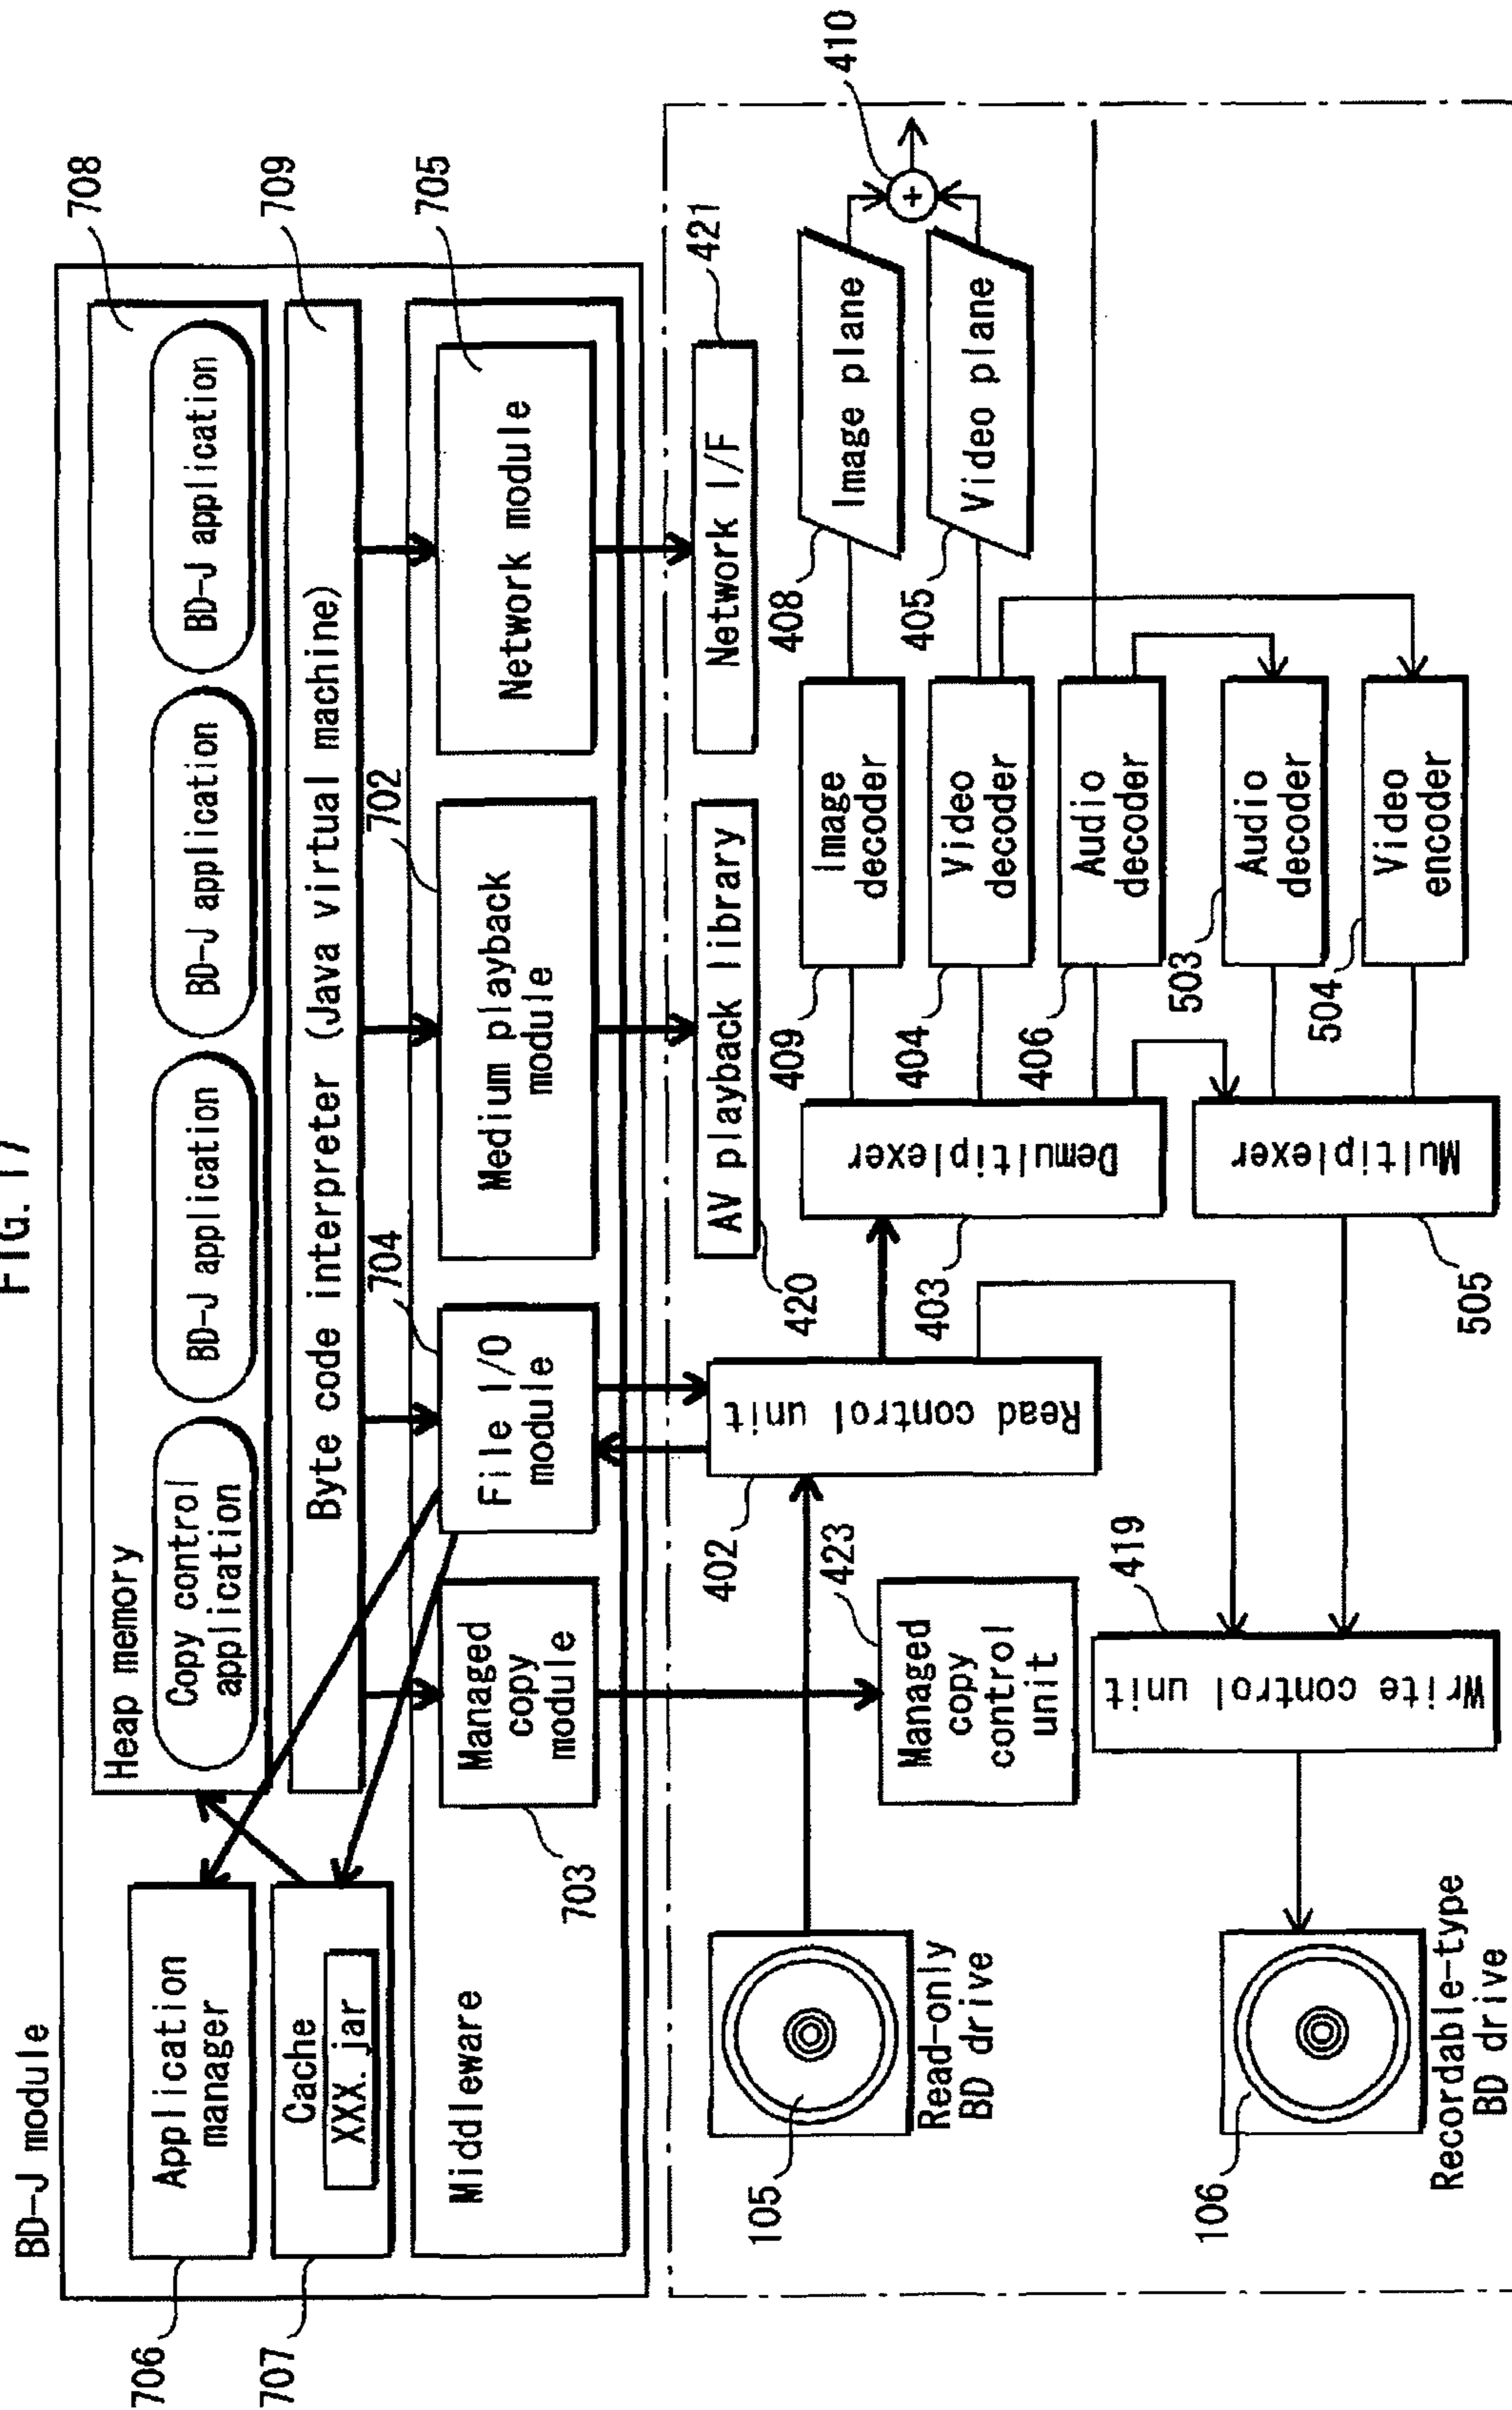 FIG. 17
BD-J module
706
Application
manager
707
Cache
XXX. jar
708
Heap memory
Copy control
application
BD-J application
BD-J application
BD-J application
709
Byte code interpreter (Java virtual machine)
Middleware
703
Managed
copy
module
704
File I/O
module
702
Medium playback
module
705
Network module
105
Read-only
BD drive
402
Read control unit
423
Managed
copy
control
unit
420
AV playback library
421
Network I/F
403
Demultiplexer
409
Image
decoder
408
Image plane
410
+
404
Video
decoder
405
Video plane
406
Audio
decoder
503
Audio
decoder
504
Video
encoder
505
Multiplexer
419
Write control unit
106
Recordable-type
BD drive